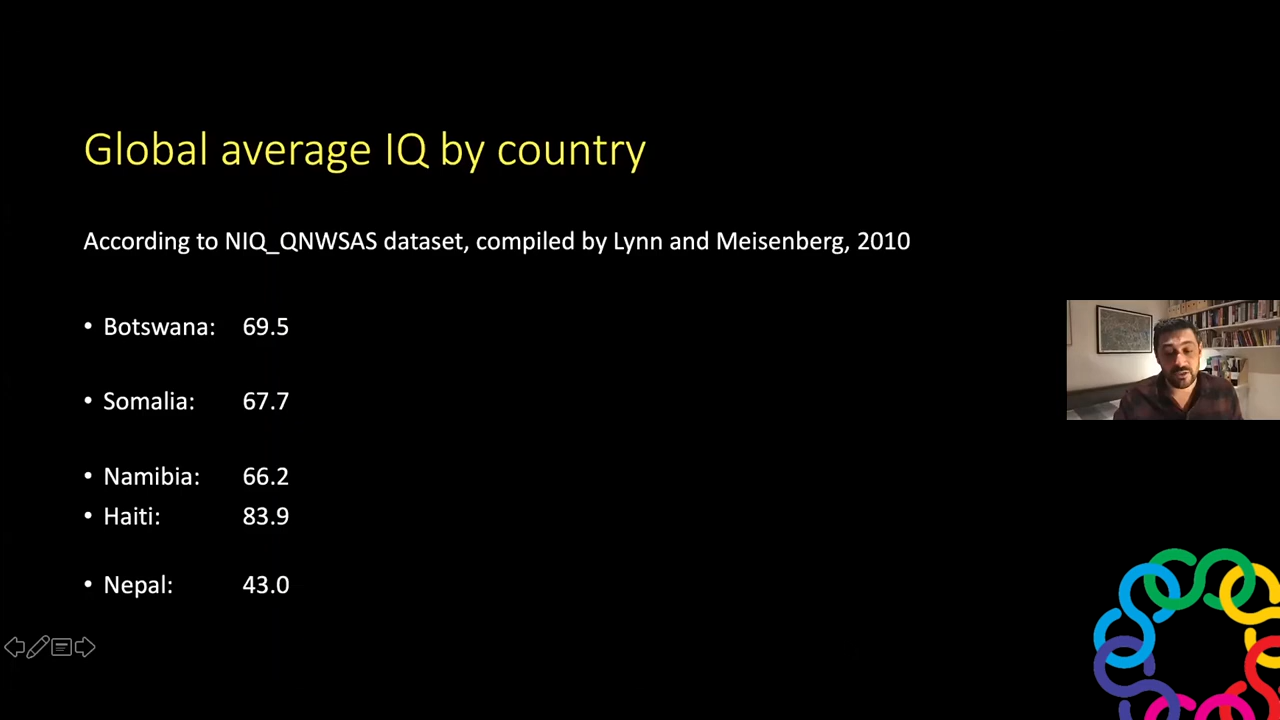 Global average IQ by country
According to NIQ_QNWSAS dataset, compiled by Lynn and Meisenberg, 2010
• Botswana: 69.5
• Somalia: 67.7
• Namibia: 66.2
• Haiti: 83.9
• Nepal: 43.0